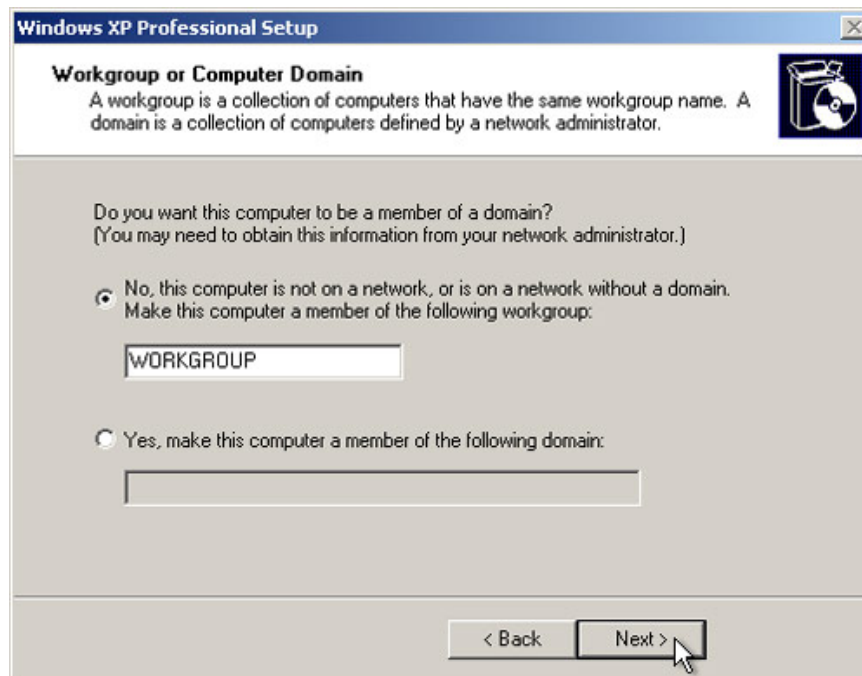 Windows XP Professional Setup
Workgroup or Computer Domain
A workgroup is a collection of computers that have the same workgroup name. A
domain is a collection of computers defined by a network administrator.
Do you want this computer to be a member of a domain?
(You may need to obtain this information from your network administrator.)
No, this computer is not on a network, or is on a network without a domain.
Make this computer a member of the following workgroup:
WORKGROUP
Yes, make this computer a member of the following domain:
< Back Next >